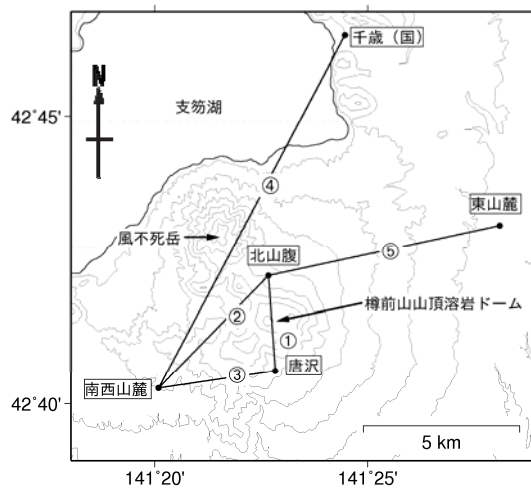 千歳（国）
N
42°45'
支笏湖
④
東山麓
風不死岳
北山腹
⑤
樽前山山頂溶岩ドーム
②
①
③
唐沢
南西山麓
42°40'
5 km
141°20'
141°25'